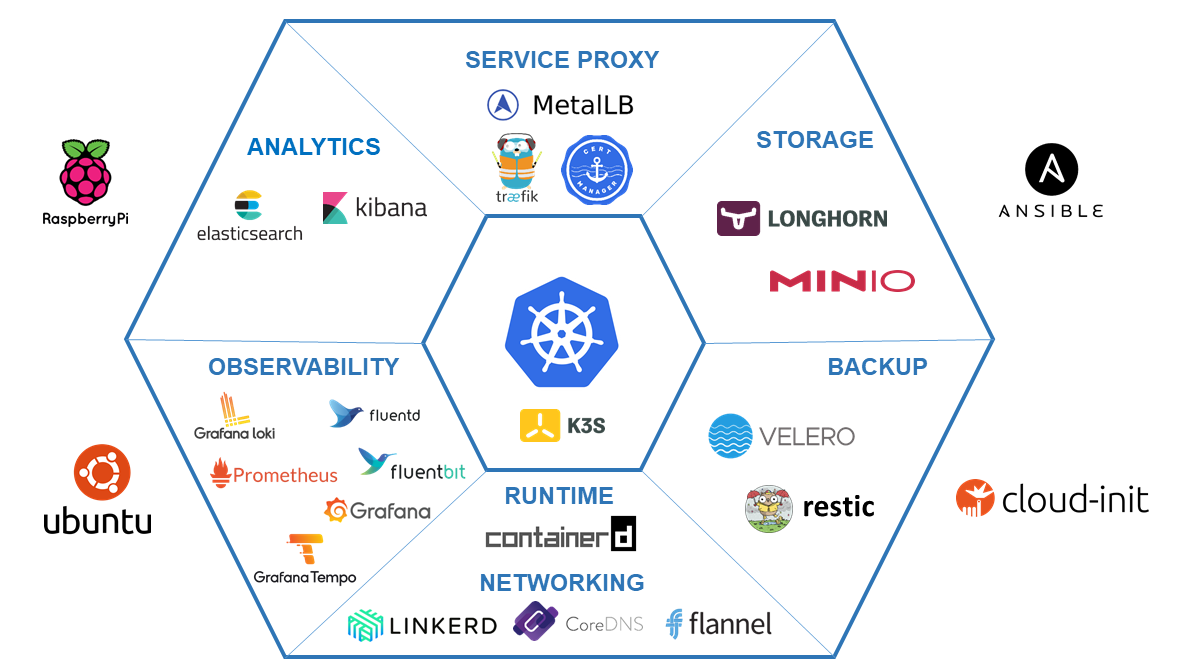 SERVICE PROXY
MetalLB
træfik
CERT
MANAGER
ANALYTICS
elasticsearch
kibana
STORAGE
LONGHORN
MINIO
RaspberryPi
ANSIBLE
K3S
OBSERVABILITY
Grafana loki
fluentd
Prometheus
fluentbit
Grafana
Grafana Tempo
BACKUP
VELERO
restic
RUNTIME
containerd
NETWORKING
LINKERD
CoreDNS
flannel
ubuntu
cloud-init